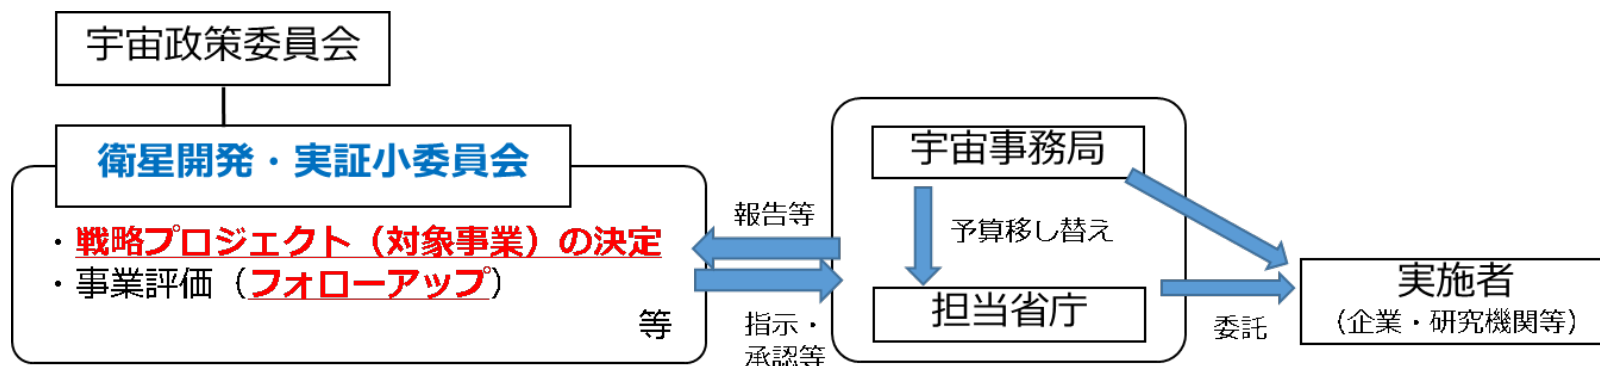 宇宙政策委員会
衛星開発・実証小委員会
・戦略プロジェクト（対象事業）の決定
・事業評価（フォローアップ）
等
報告等
指示・
承認等
宇宙事務局
予算移し替え
担当省庁
委託
実施者
（企業・研究機関等）